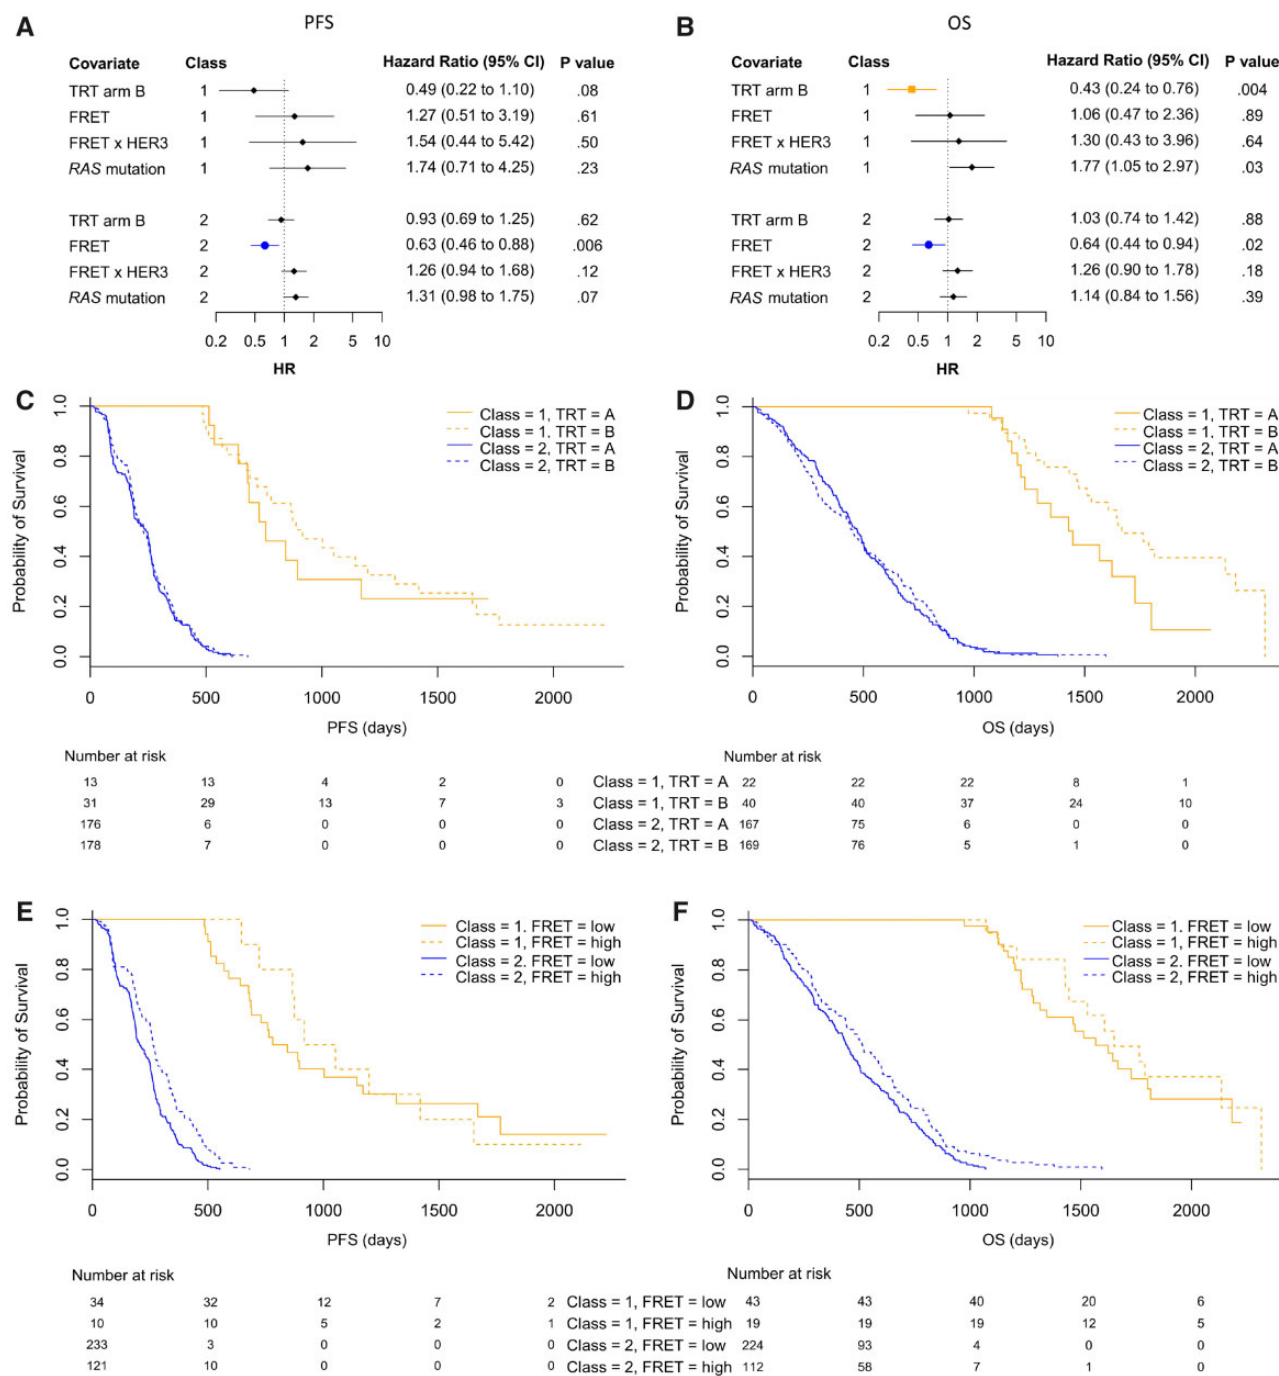 A PFS
Covariate Class Hazard Ratio (95% CI) P value
TRT arm B 1 0.49 (0.22 to 1.10) .08
FRET 1 1.27 (0.51 to 3.19) .61
FRET x HER3 1 1.54 (0.44 to 5.42) .50
RAS mutation 1 1.74 (0.71 to 4.25) .23
TRT arm B 2 0.93 (0.69 to 1.25) .62
FRET 2 0.63 (0.46 to 0.88) .006
FRET x HER3 2 1.26 (0.94 to 1.68) .12
RAS mutation 2 1.31 (0.98 to 1.75) .07
0.2 0.5 1 2 5 10
HR
B OS
Covariate Class Hazard Ratio (95% CI) P value
TRT arm B 1 0.43 (0.24 to 0.76) .004
FRET 1 1.06 (0.47 to 2.36) .89
FRET x HER3 1 1.30 (0.43 to 3.96) .64
RAS mutation 1 1.77 (1.05 to 2.97) .03
TRT arm B 2 1.03 (0.74 to 1.42) .88
FRET 2 0.64 (0.44 to 0.94) .02
FRET x HER3 2 1.26 (0.90 to 1.78) .18
RAS mutation 2 1.14 (0.84 to 1.56) .39
0.2 0.5 1 2 5 10
HR
C
Probability of Survival
1.0
0.8
0.6
0.4
0.2
0.0
Class = 1, TRT = A
Class = 1, TRT = B
Class = 2, TRT = A
Class = 2, TRT = B
0 500 1000 1500 2000
PFS (days)
D
Probability of Survival
1.0
0.8
0.6
0.4
0.2
0.0
Class = 1, TRT = A
Class = 1, TRT = B
Class = 2, TRT = A
Class = 2, TRT = B
0 500 1000 1500 2000
OS (days)
Number at risk Number at risk
13 13 4 2 0 Class = 1, TRT = A 22 22 22 8 1
31 29 13 7 3 Class = 1, TRT = B 40 40 37 24 10
176 6 0 0 0 Class = 2, TRT = A 167 75 6 0 0
178 7 0 0 0 Class = 2, TRT = B 169 76 5 1 0
E
Probability of Survival
1.0
0.8
0.6
0.4
0.2
0.0
Class = 1. FRET = low
Class = 1, FRET = high
Class = 2. FRET = low
Class = 2, FRET = high
0 500 1000 1500 2000
PFS (days)
F
Probability of Survival
1.0
0.8
0.6
0.4
0.2
0.0
Class = 1. FRET = low
Class = 1, FRET = high
Class = 2. FRET = low
Class = 2, FRET = high
0 500 1000 1500 2000
OS (days)
Number at risk Number at risk
34 32 12 7 2 Class = 1, FRET = low 43 43 40 20 6
10 10 5 2 1 Class = 1, FRET = high 19 19 19 12 5
233 3 0 0 0 Class = 2, FRET = low 224 93 4 0 0
121 10 0 0 0 Class = 2, FRET = high 112 58 7 1 0